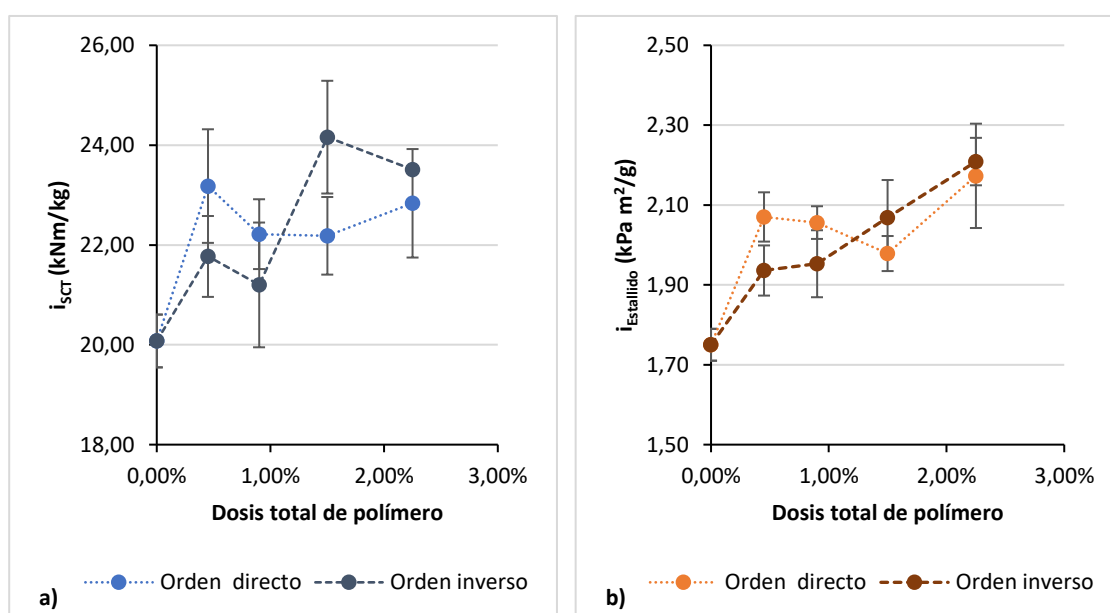 26,00
24,00
22,00
20,00
18,00
i_SCT (kNm/kg)
0,00% 1,00% 2,00% 3,00%
Dosis total de polímero
Orden directo Orden inverso
a)
2,50
2,30
2,10
1,90
1,70
1,50
i_Estallido (kPa m²/g)
0,00% 1,00% 2,00% 3,00%
Dosis total de polímero
Orden directo Orden inverso
b)